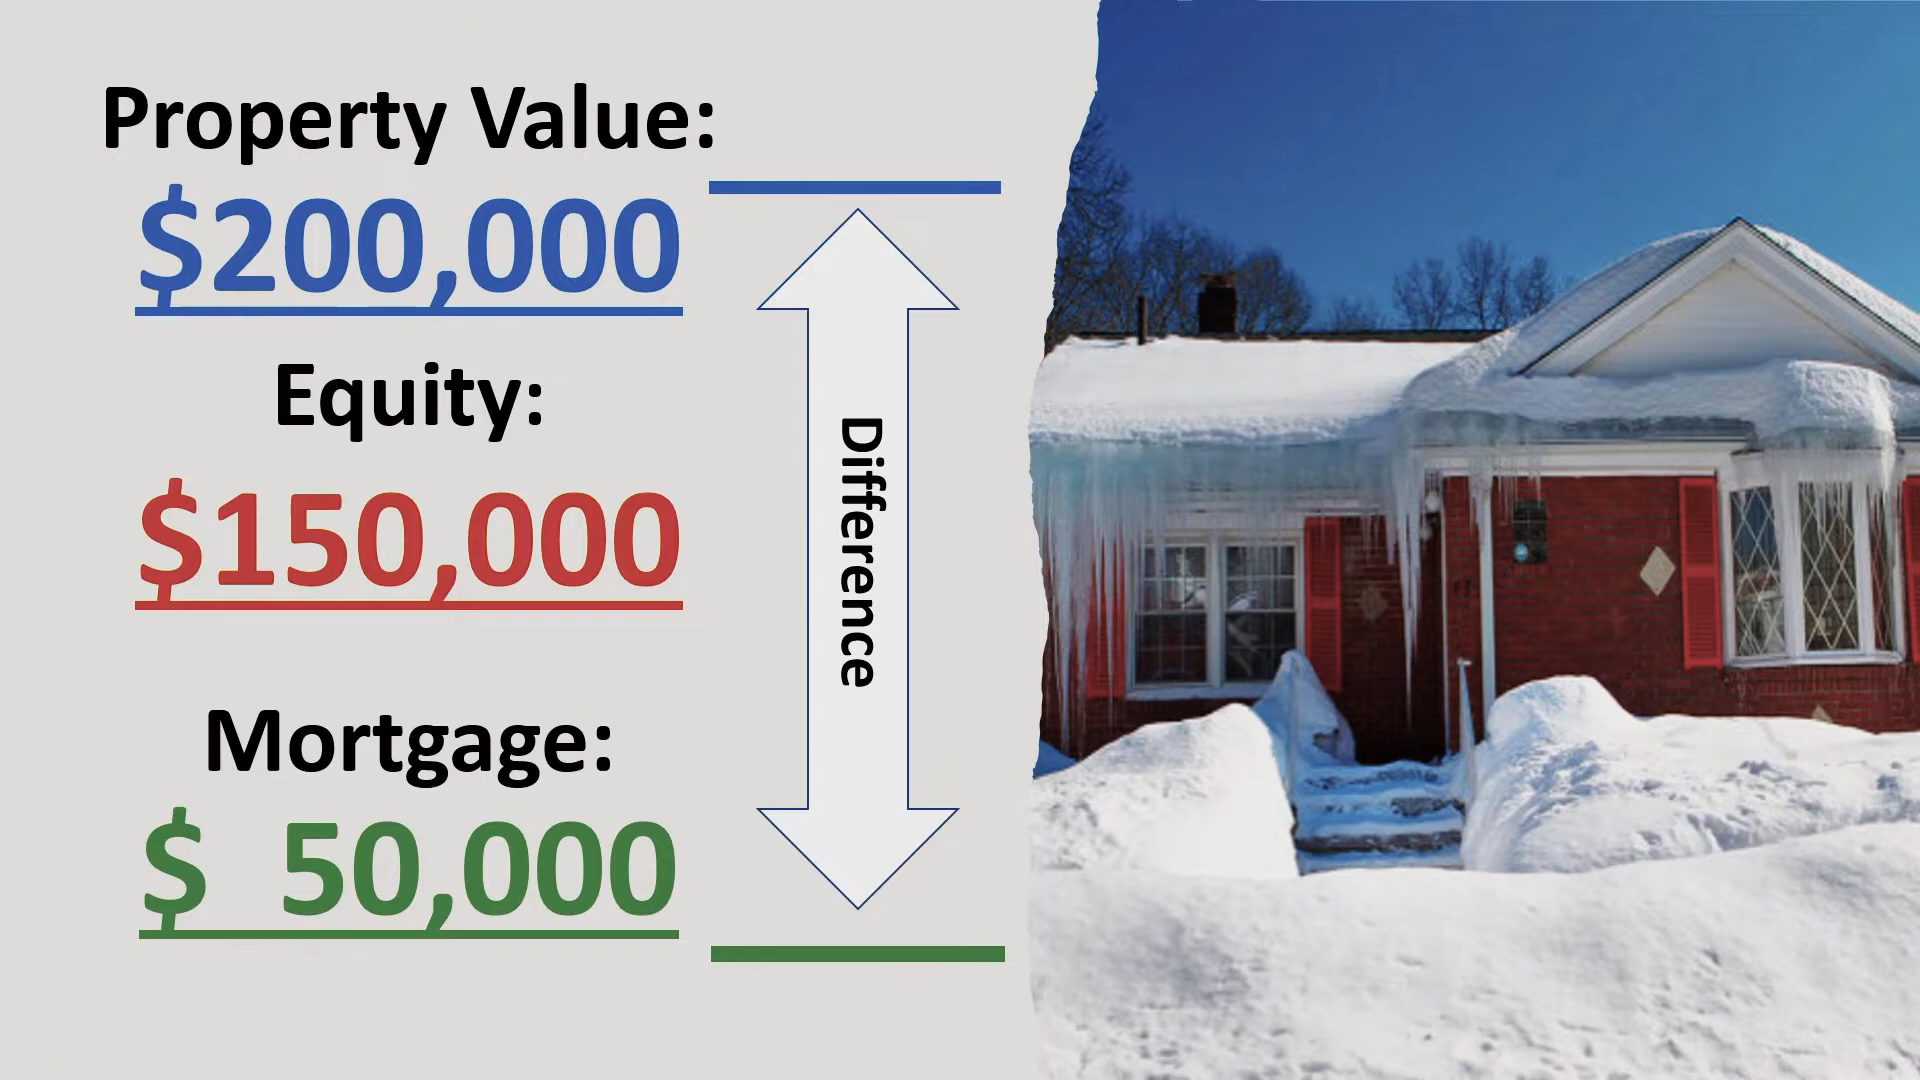 Property Value:
$200,000
Equity:
$150,000
Mortgage:
$ 50,000
Difference